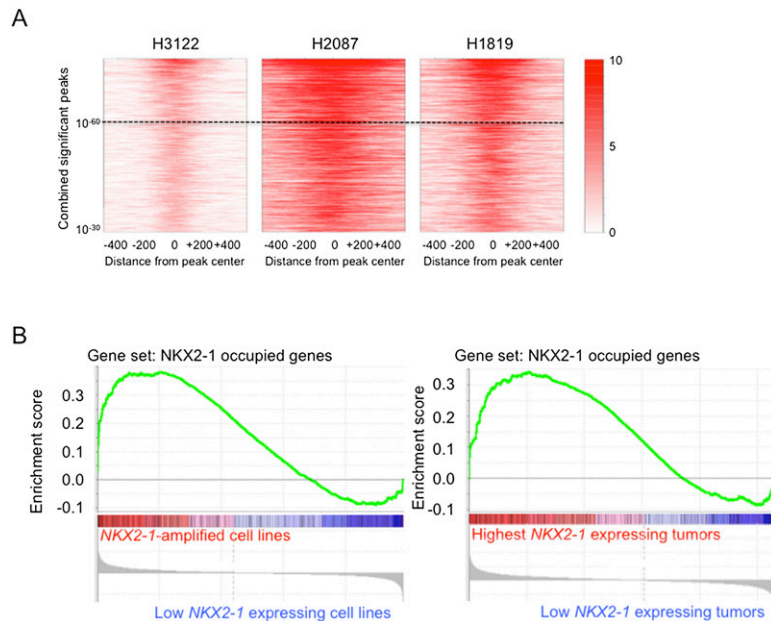 A
H3122 H2087 H1819
Combined significant peaks
10-60
10-30
10
5
0
-400 -200 0 +200+400 -400 -200 0 +200+400 -400 -200 0 +200+400
Distance from peak center Distance from peak center Distance from peak center
B
Gene set: NKX2-1 occupied genes
Enrichment score
0.3
0.2
0.1
0.0
-0.1
NKX2-1-amplified cell lines
Low NKX2-1 expressing cell lines
Gene set: NKX2-1 occupied genes
Enrichment score
0.3
0.2
0.1
0.0
-0.1
Highest NKX2-1 expressing tumors
Low NKX2-1 expressing tumors